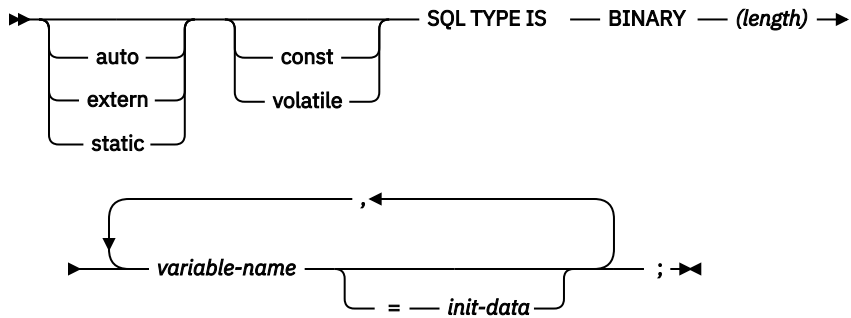 SQL TYPE IS BINARY (length)
auto const
extern volatile
static
,
variable-name ;
= init-data